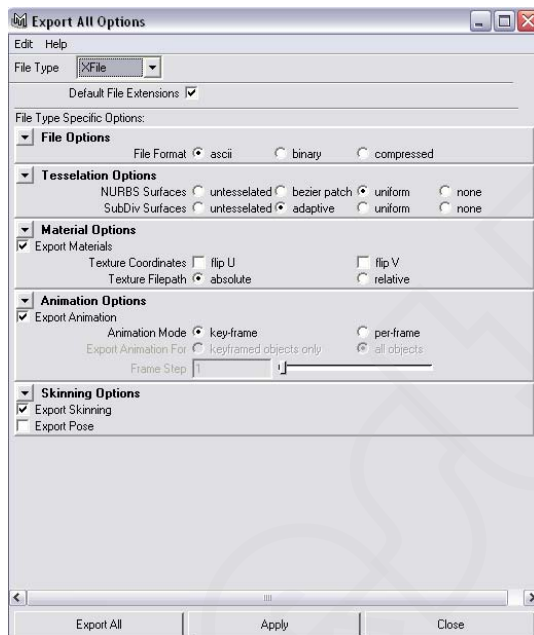 Export All Options
Edit Help
File Type XFile
Default File Extensions
File Type Specific Options:
File Options
File Format ascii binary compressed
Tesselation Options
NURBS Surfaces untesselated bezier patch uniform none
SubDiv Surfaces untesselated adaptive uniform none
Material Options
Export Materials
Texture Coordinates flip U flip V
Texture Filepath absolute relative
Animation Options
Export Animation
Animation Mode key-frame per-frame
Export Animation For keyframed objects only all objects
Frame Step 1
Skinning Options
Export Skinning
Export Pose
Export All Apply Close